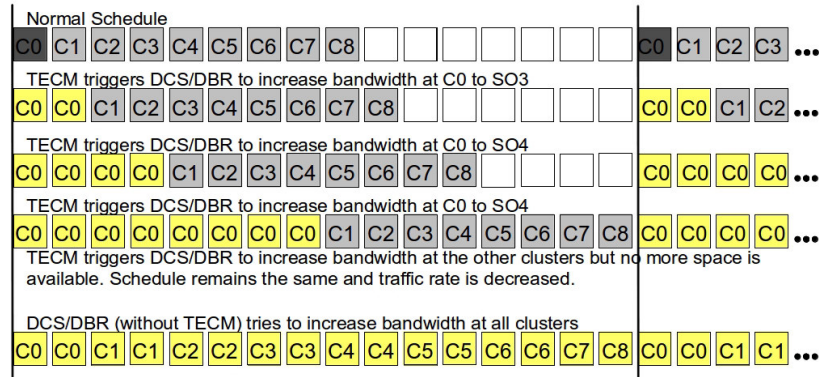 Normal Schedule
C0 C1 C2 C3 C4 C5 C6 C7 C8 C0 C1 C2 C3 ...
TECM triggers DCS/DBR to increase bandwidth at C0 to SO3
C0 C0 C1 C2 C3 C4 C5 C6 C7 C8 C0 C0 C1 C2 ...
TECM triggers DCS/DBR to increase bandwidth at C0 to SO4
C0 C0 C0 C0 C1 C2 C3 C4 C5 C6 C7 C8 C0 C0 C0 C0 ...
TECM triggers DCS/DBR to increase bandwidth at C0 to SO4
C0 C0 C0 C0 C0 C0 C0 C0 C1 C2 C3 C4 C5 C6 C7 C8 C0 C0 C0 C0 ...
TECM triggers DCS/DBR to increase bandwidth at the other clusters but no more space is
available. Schedule remains the same and traffic rate is decreased.
DCS/DBR (without TECM) tries to increase bandwidth at all clusters
C0 C0 C1 C1 C2 C2 C3 C3 C4 C4 C5 C5 C6 C6 C7 C8 C0 C0 C1 C1 ...